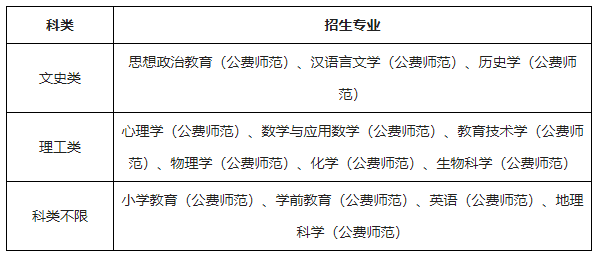 科类 招生专业
文史类 思想政治教育（公费师范）、汉语言文学（公费师范）、历史学（公费师
范）
理工类 心理学（公费师范）、数学与应用数学（公费师范）、教育技术学（公费师
范）、物理学（公费师范）、化学（公费师范）、生物科学（公费师范）
科类不限 小学教育（公费师范）、学前教育（公费师范）、英语（公费师范）、地理
科学（公费师范）